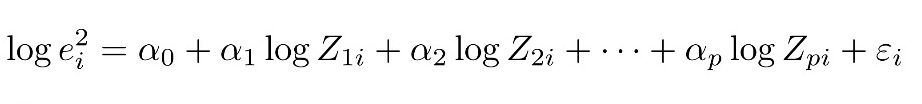 log e_i^2 = α_0 + α_1 log Z_{1i} + α_2 log Z_{2i} + ⋯ + α_p log Z_{pi} + ε_i